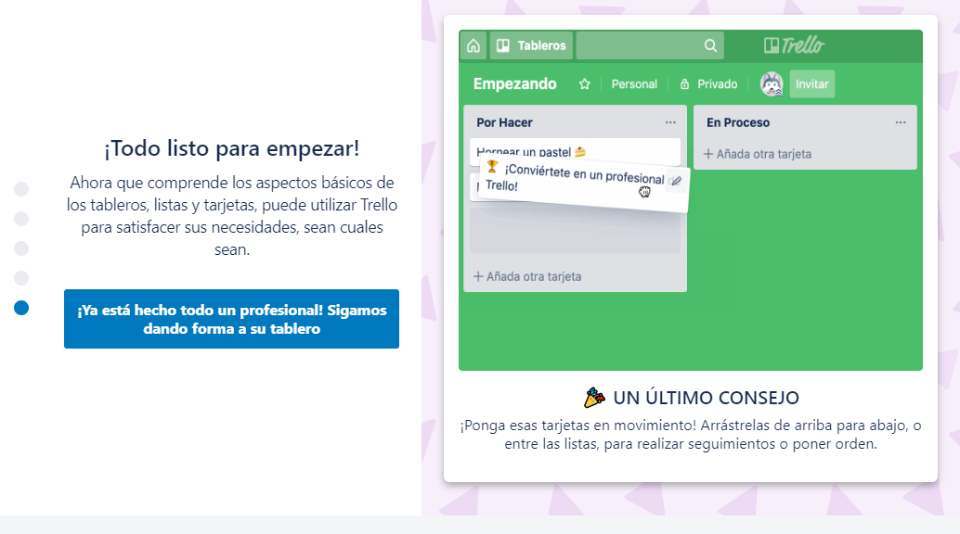 ¡Todo listo para empezar!
Ahora que comprende los aspectos básicos de
los tableros, listas y tarjetas, puede utilizar Trello
para satisfacer sus necesidades, sean cuales
sean.
¡Ya está hecho todo un profesional! Sigamos
dando forma a su tablero
Tableros
Trello
Empezando
Personal
Privado
Invitar
Por Hacer
En Proceso
Hornear un pastel
+ Añada otra tarjeta
¡Conviértete en un profesional
Trello!
+ Añada otra tarjeta
UN ÚLTIMO CONSEJO
¡Ponga esas tarjetas en movimiento! Arrástrelas de arriba para abajo, o
entre las listas, para realizar seguimientos o poner orden.